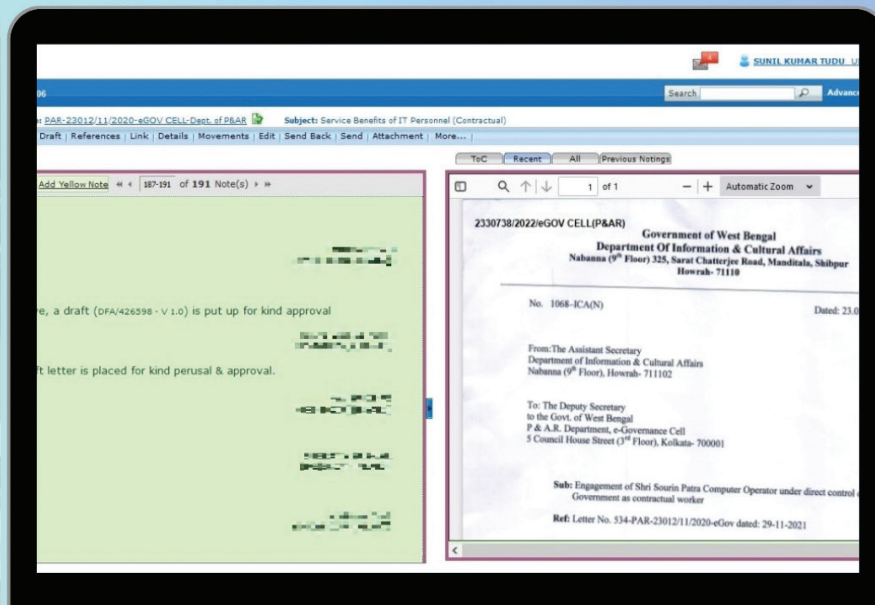 4
SUNIL KUMAR TUDU
06
Search
Advance
PAR-23012/11/2020-eGOV CELL-Dept. of P&AR Subject: Service Benefits of IT Personnel (Contractual)
Draft | References | Link | Details | Movements | Edit | Send Back | Send | Attachment | More... |
ToC Recent All Previous Notings
Add Yellow Note 187-191 of 191 Note(s)
1 of 1 Automatic Zoom
a draft (DFA/426598 - V 1.0) is put up for kind approval
letter is placed for kind perusal & approval.
2330738/2022/eGOV CELL(P&AR)
Government of West Bengal
Department Of Information & Cultural Affairs
Nabanna (9th Floor) 325, Sarat Chatterjee Road, Manditala, Shibpur
Howrah- 71110
No. 1068-ICA(N) Dated: 23.0
From:The Assistant Secretary
Department of Information & Cultural Affairs
Nabanna (9th Floor), Howrah- 711102
To: The Deputy Secretary
to the Govt. of West Bengal
P & A.R. Department, e-Governance Cell
5 Council House Street (3rd Floor), Kolkata- 700001
Sub: Engagement of Shri Sourin Patra Computer Operator under direct control
Government as contractual worker
Ref: Letter No. 534-PAR-23012/11/2020-eGov dated: 29-11-2021